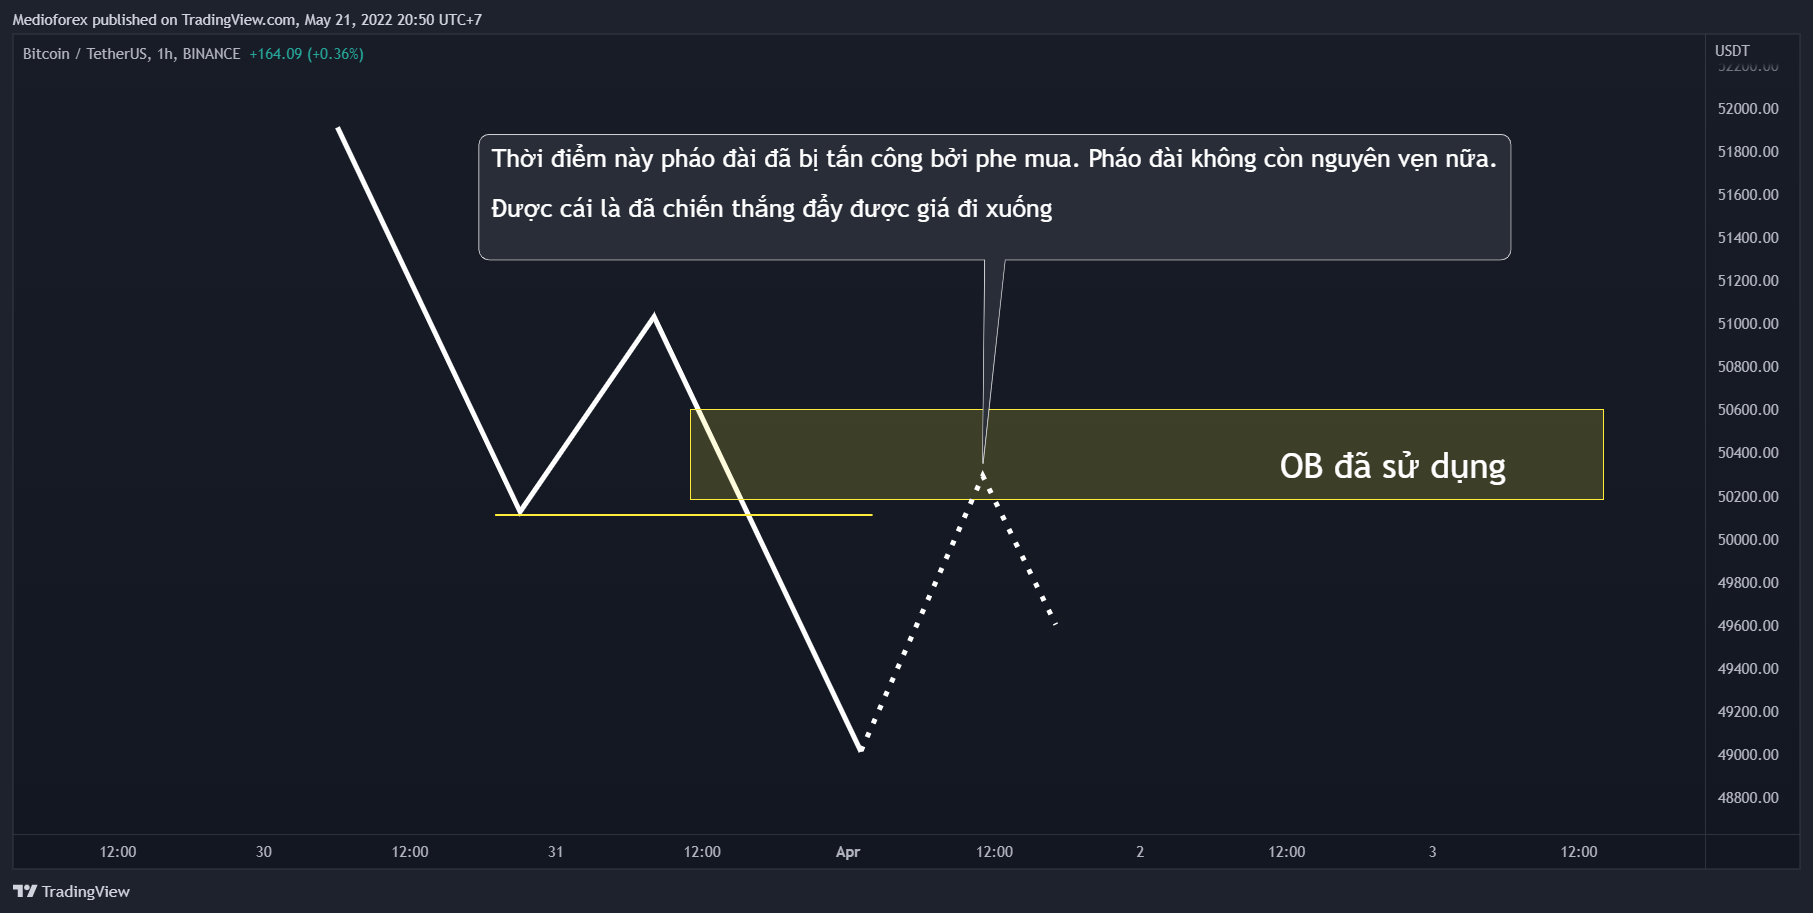 Medioforex published on TradingView.com, May 21, 2022 20:50 UTC+7
Bitcoin / TetherUS, 1h, BINANCE +164.09 (+0.36%)
USDT
52200.00
52000.00
51800.00
51600.00
51400.00
51200.00
51000.00
50800.00
50600.00
50400.00
50200.00
50000.00
49800.00
49600.00
49400.00
49200.00
49000.00
48800.00
Thời điểm này pháo đài đã bị tấn công bởi phe mua. Pháo đài không còn nguyên vẹn nữa.
Được cái là đã chiến thắng đẩy được giá đi xuống
OB đã sử dụng
12:00 30 12:00 31 12:00 Apr 12:00 2 12:00 3 12:00
TradingView